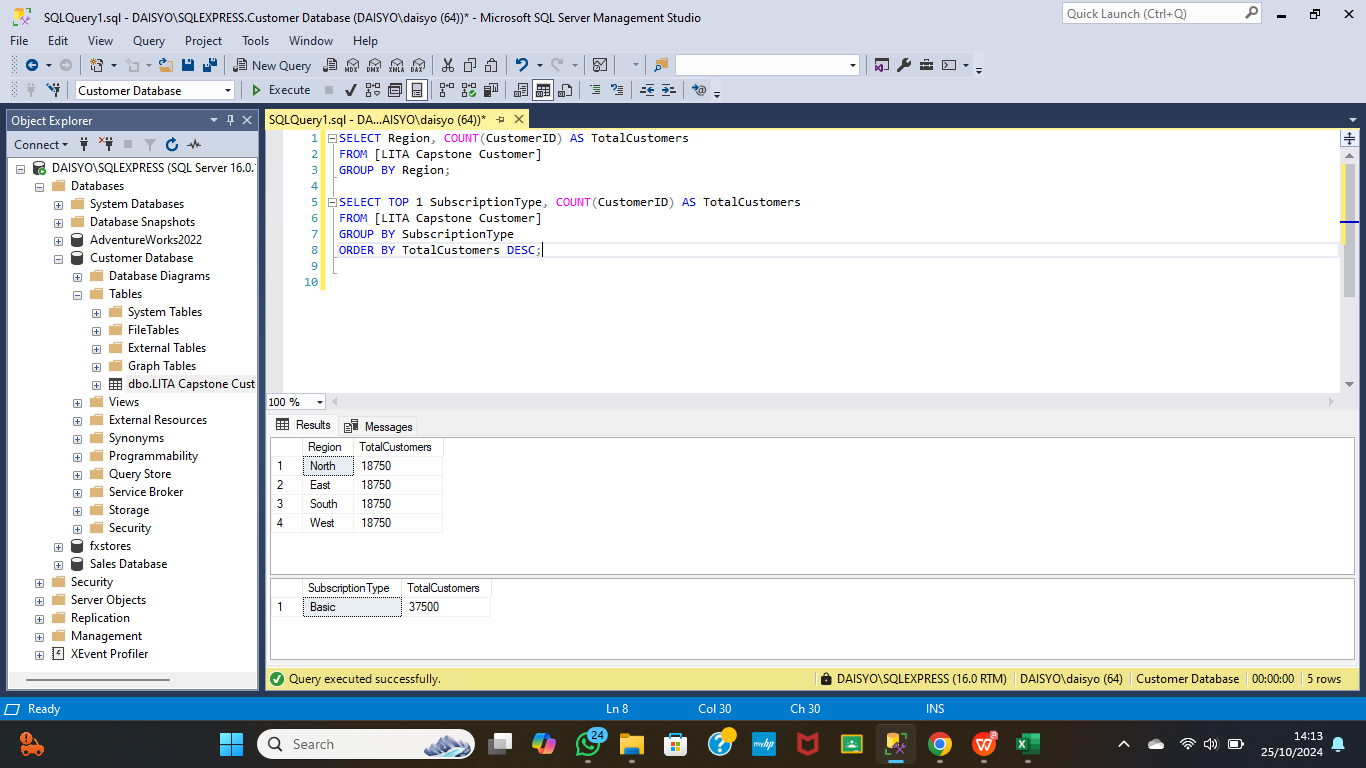 SQLQuery1.sql - DAISYO\SQLEXPRESS.Customer Database (DAISYO\daisyo (64))* - Microsoft SQL Server Management Studio
Quick Launch (Ctrl+Q)
File Edit View Query Project Tools Window Help
New Query MDX DMX XMLA DAX
Customer Database Execute
Object Explorer
Connect
DAISYO\SQLEXPRESS (SQL Server 16.0.
Databases
System Databases
Database Snapshots
AdventureWorks2022
Customer Database
Database Diagrams
Tables
System Tables
FileTables
External Tables
Graph Tables
dbo.LITA Capstone Cust
Views
External Resources
Synonyms
Programmability
Query Store
Service Broker
Storage
Security
fxstores
Sales Database
Security
Server Objects
Replication
Management
XEvent Profiler
SQLQuery1.sql - DA...AISYO\daisyo (64))*
1 SELECT Region, COUNT(CustomerID) AS TotalCustomers
2 FROM [LITA Capstone Customer]
3 GROUP BY Region;
4
5 SELECT TOP 1 SubscriptionType, COUNT(CustomerID) AS TotalCustomers
6 FROM [LITA Capstone Customer]
7 GROUP BY SubscriptionType
8 ORDER BY TotalCustomers DESC;
9
10
100 %
Results Messages
Region TotalCustomers
1 North 18750
2 East 18750
3 South 18750
4 West 18750
SubscriptionType TotalCustomers
1 Basic 37500
Query executed successfully. DAISYO\SQLEXPRESS (16.0 RTM) DAISYO\daisyo (64) Customer Database 00:00:00 5 rows
Ready Ln 8 Col 30 Ch 30 INS
Search 24 myhp 14:13
25/10/2024